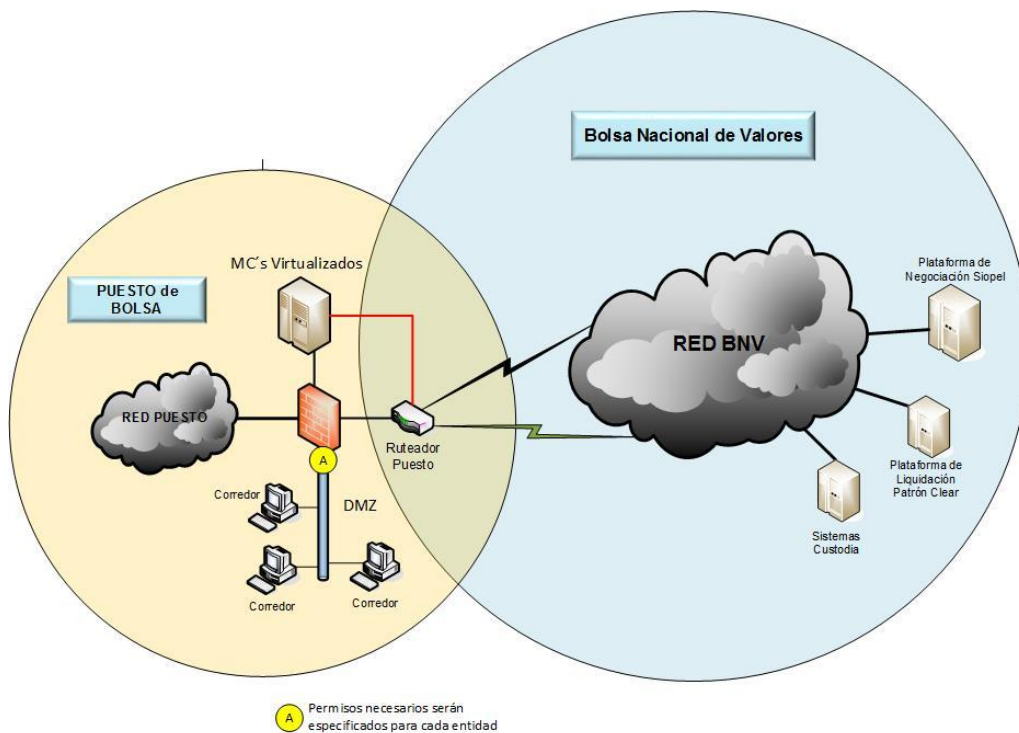 Bolsa Nacional de Valores
MC´s Virtualizados
PUESTO de
BOLSA
Plataforma de
Negociación Siopel
RED BNV
RED PUESTO
Ruteador
Puesto
A
DMZ
Corredor
Corredor
Corredor
Plataforma de
Liquidación
Patrón Clear
Sistemas
Custodia
A
Permisos necesarios serán
especificados para cada entidad